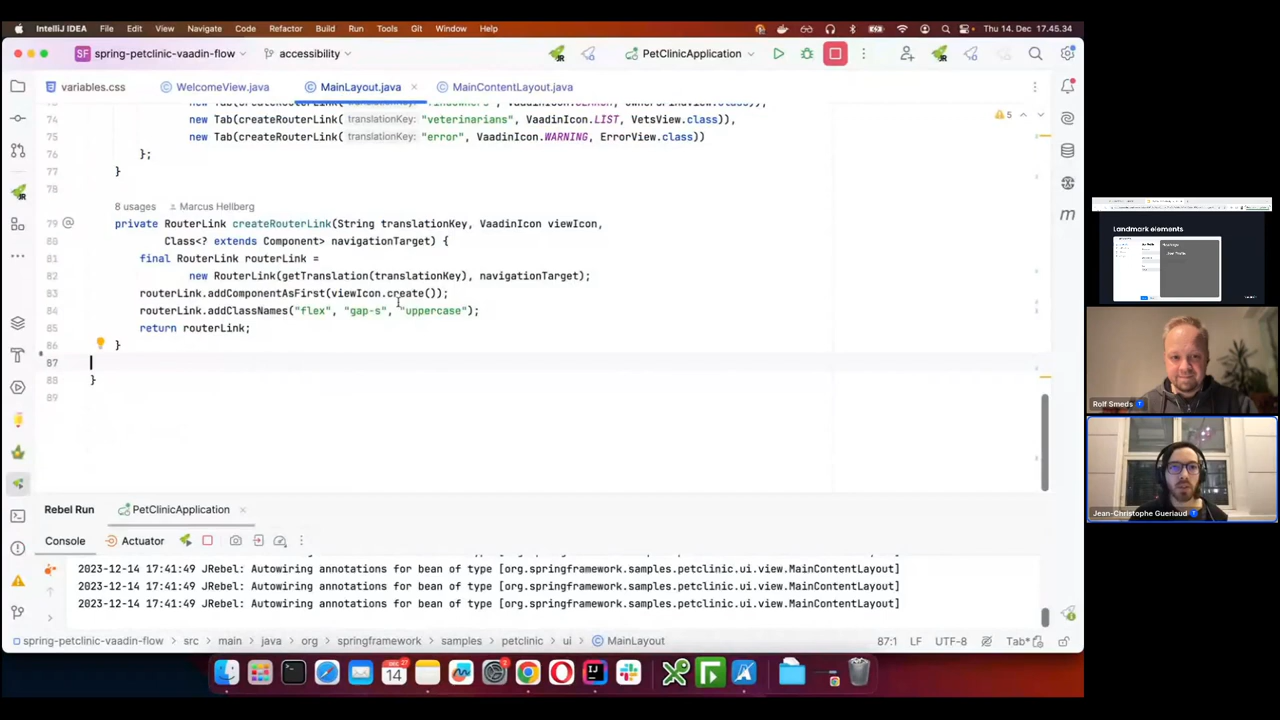 IntelliJ IDEA File Edit View Navigate Code Refactor Build Run Tools Git Window Help Thu 14. Dec 17.45.34
SF spring-petclinic-vaadin-flow accessibility PetClinicApplication
variables.css WelcomeView.java MainLayout.java MainContentLayout.java
74 new Tab(createRouterLink( translationKey: "veterinarians", VaadinIcon.LIST, VetsView.class)), 5
75 new Tab(createRouterLink( translationKey: "error", VaadinIcon.WARNING, ErrorView.class))
76 };
77 }
78
8 usages Marcus Hellberg
79 private RouterLink createRouterLink(String translationKey, VaadinIcon viewIcon,
80 Class<? extends Component> navigationTarget) {
81 final RouterLink routerLink =
82 new RouterLink(getTranslation(translationKey), navigationTarget);
83 routerLink.addComponentAsFirst(viewIcon.create());
84 routerLink.addClassNames("flex", "gap-s", "uppercase");
85 return routerLink;
86 }
87
88 }
89
Rebel Run PetClinicApplication
Console Actuator
2023-12-14 17:41:49 JRebel: Autowiring annotations for bean of type [org.springframework.samples.petclinic.ui.view.MainContentLayout]
2023-12-14 17:41:49 JRebel: Autowiring annotations for bean of type [org.springframework.samples.petclinic.ui.view.MainContentLayout]
2023-12-14 17:41:49 JRebel: Autowiring annotations for bean of type [org.springframework.samples.petclinic.ui.view.MainContentLayout]
spring-petclinic-vaadin-flow src main java org springframework samples petclinic ui MainLayout 87:1 LF UTF-8 Tab*
DEC
14
Landmark elements
Rolf Smeds
Jean-Christophe Gueriaud